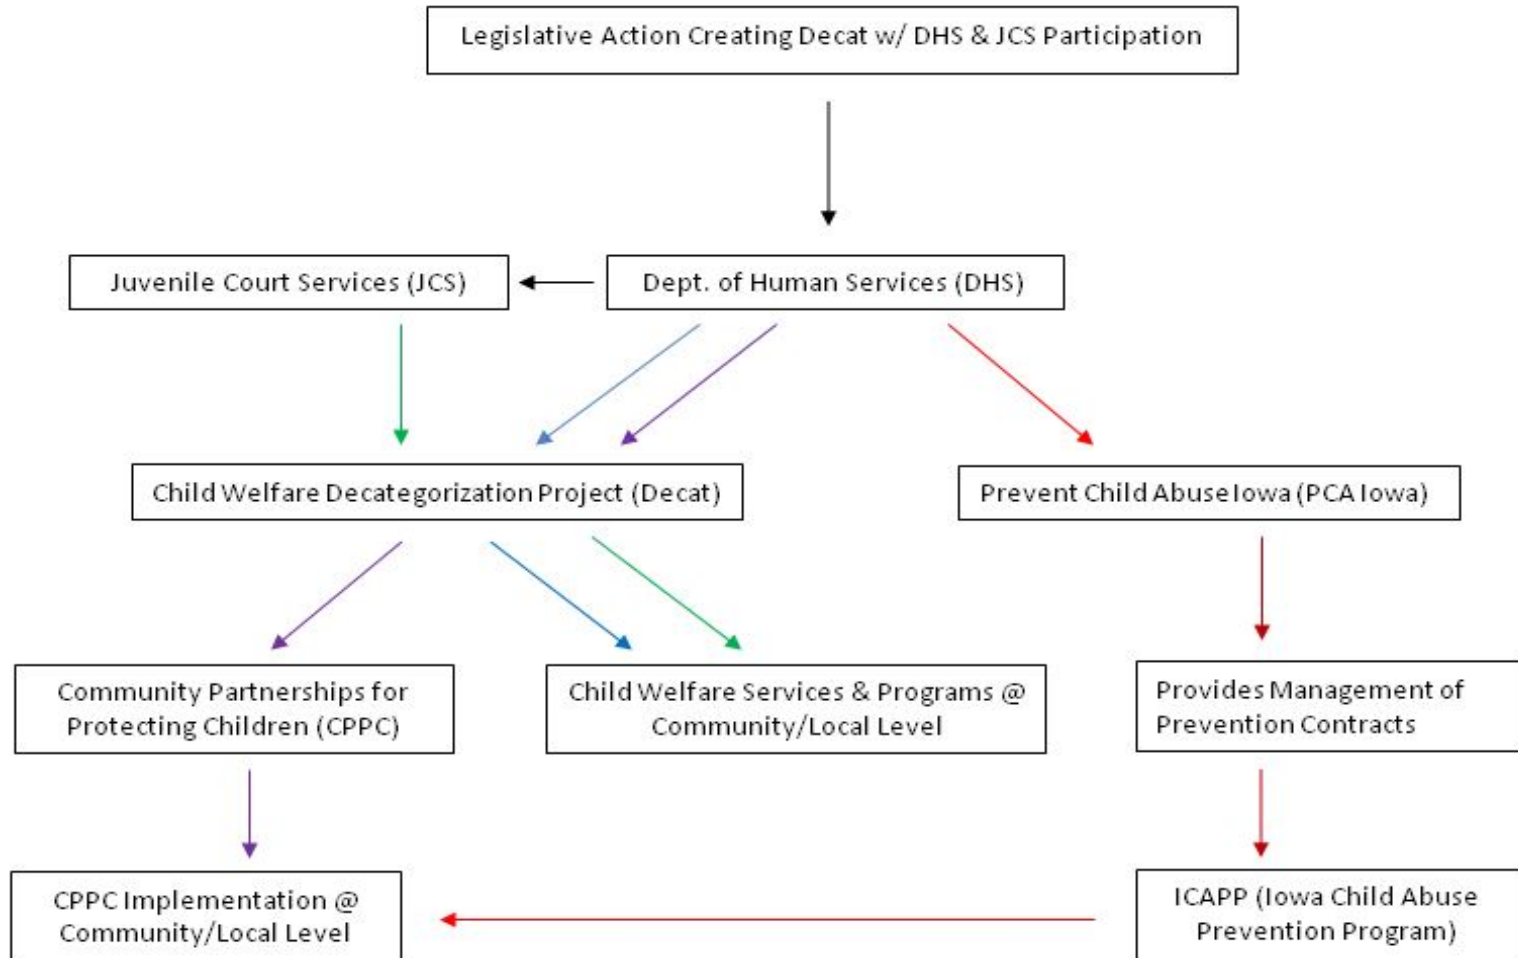 Legislative Action Creating Decat w/ DHS & JCS Participation
Juvenile Court Services (JCS)
Dept. of Human Services (DHS)
Child Welfare Decategorization Project (Decat)
Prevent Child Abuse Iowa (PCA Iowa)
Community Partnerships for
Protecting Children (CPPC)
Child Welfare Services & Programs @
Community/Local Level
Provides Management of
Prevention Contracts
CPPC Implementation @
Community/Local Level
ICAPP (Iowa Child Abuse
Prevention Program)